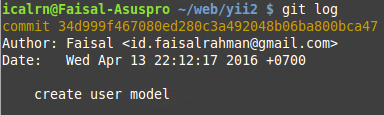 icalrn@Faisal-Asuspro ~/web/yii2 $ git log
commit 34d999f467080ed280c3a492048b06ba800bca47
Author: Faisal <id.faisalrahman@gmail.com>
Date:   Wed Apr 13 22:12:17 2016 +0700
    create user model